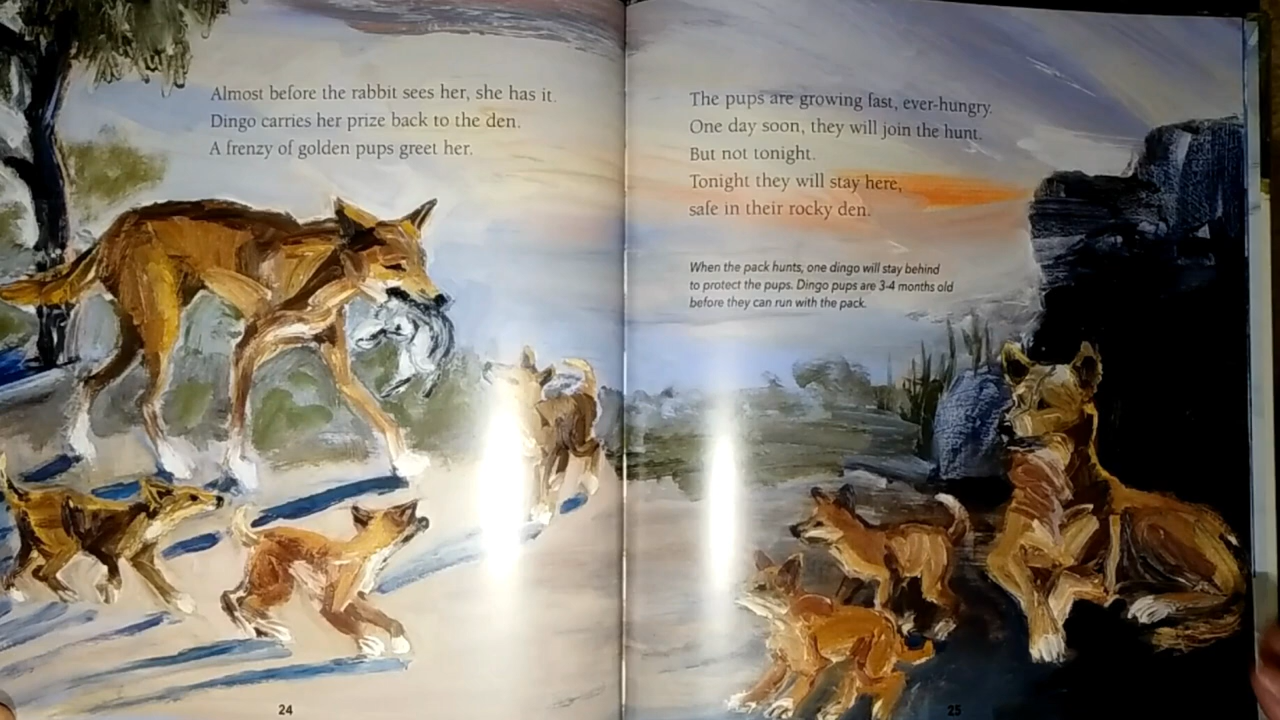 Almost before the rabbit sees her, she has it.
Dingo carries her prize back to the den.
A frenzy of golden pups greet her.
24
The pups are growing fast, ever-hungry.
One day soon, they will join the hunt.
But not tonight.
Tonight they will stay here,
safe in their rocky den.
When the pack hunts, one dingo will stay behind
to protect the pups. Dingo pups are 3-4 months old
before they can run with the pack.
25